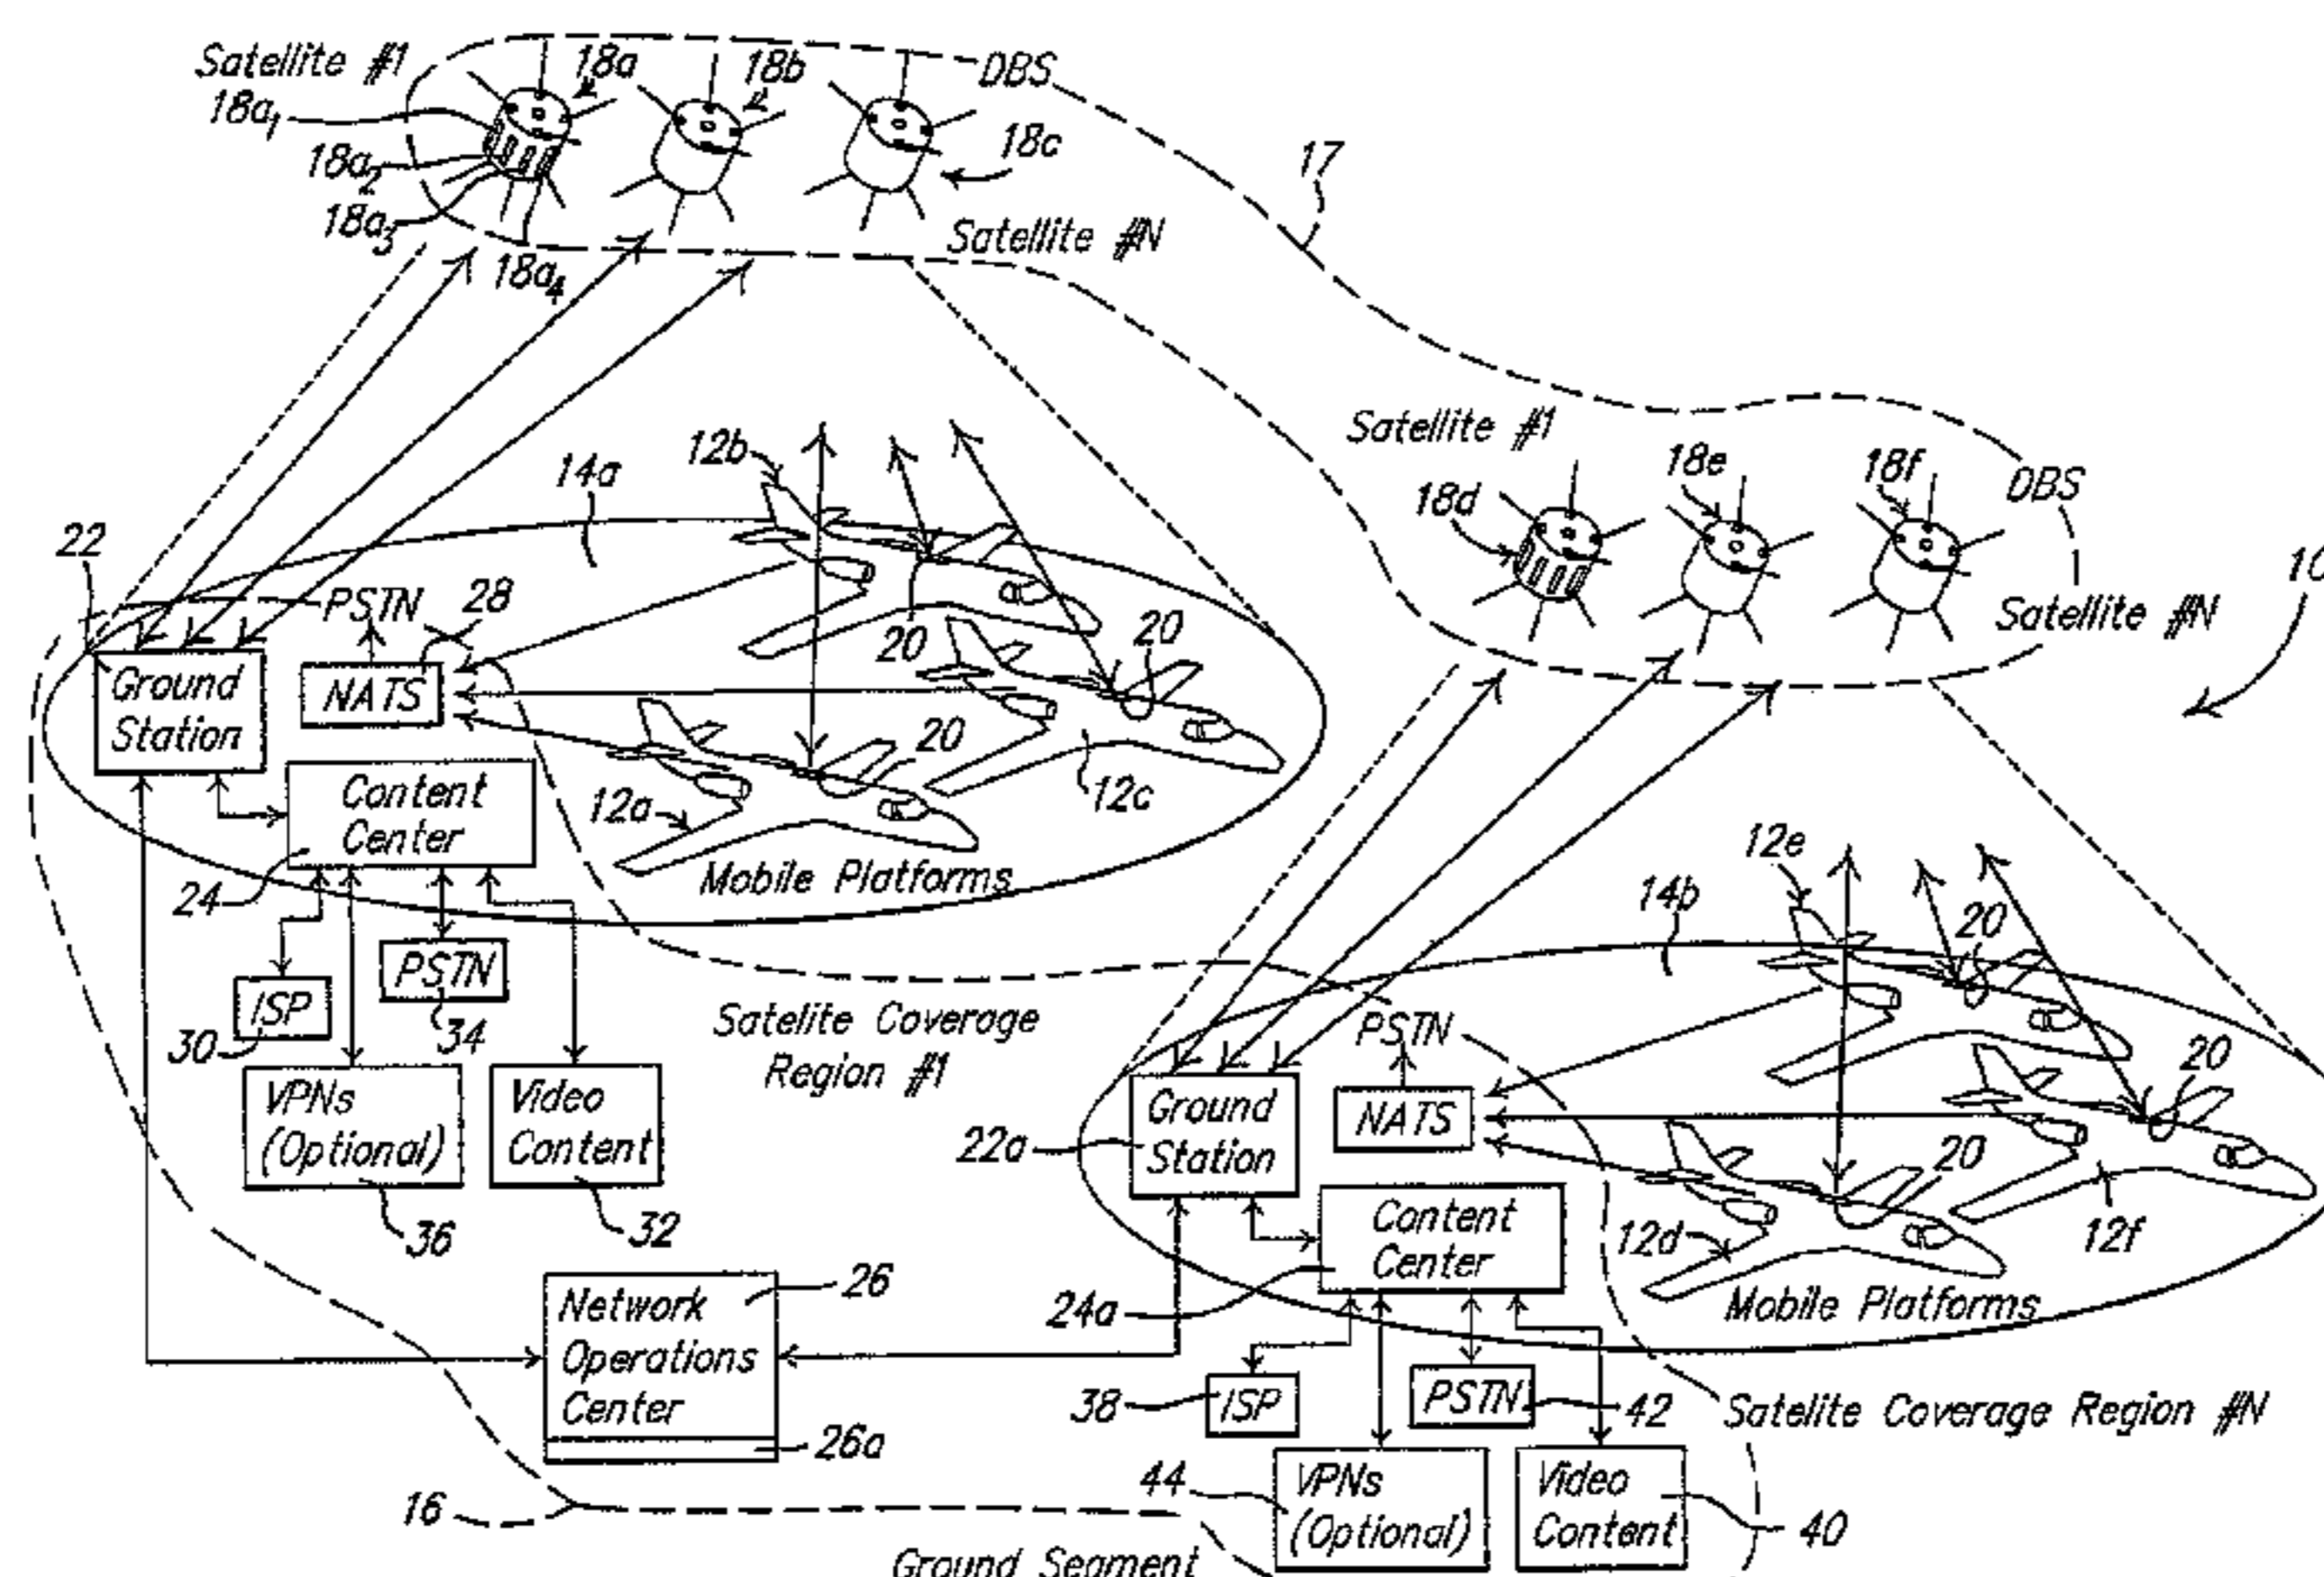 Satellite #1
18a
18b
DBS
18a1
18a2
18a3
18a4
18c
Satellite #N
17
Satellite #1
18d
18e
18f
DBS
Satellite #N
14a
12b
22
PSTN
28
20
20
Ground
Station
NATS
20
Content
Center
12a
12c
24
Mobile Platforms
ISP
30
PSTN
34
Satelite Coverage
Region #1
VPNs
(Optional)
36
Video
Content
32
12e
14b
20
PSTN
20
Ground
Station
22a
NATS
20
Content
Center
24a
12d
12f
Mobile Platforms
Network
Operations
Center
26
26a
ISP
38
PSTN
42
Satelite Coverage Region #N
VPNs
(Optional)
44
Video
Content
40
16
Ground Segment